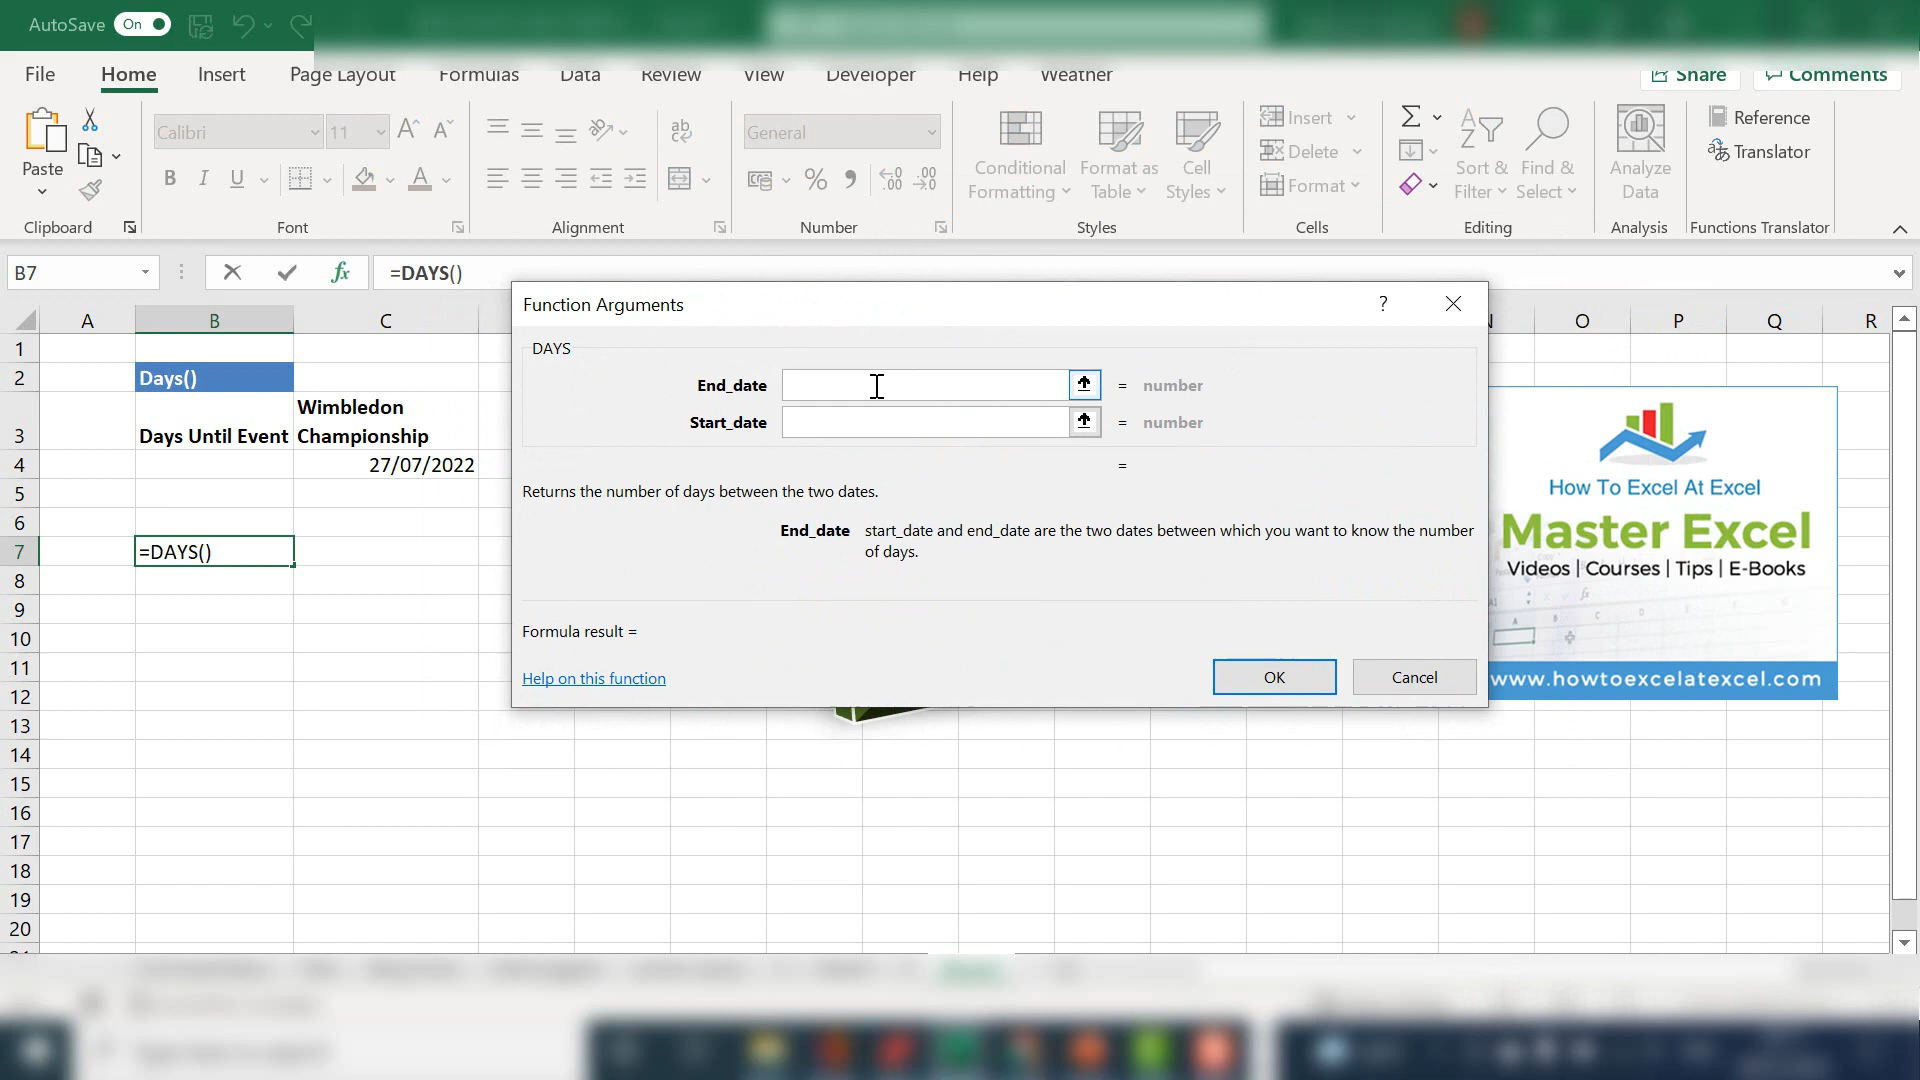 AutoSave On
File Home Insert Page Layout Formulas Data Review View Developer Help Weather Share Comments
Paste
Calibri 11
General
Conditional Formatting
Format as Table
Cell Styles
Insert
Delete
Format
Sort & Filter
Find & Select
Analyze Data
Reference
Translator
Clipboard Font Alignment Number Styles Cells Editing Analysis Functions Translator
B7 fx =DAYS()
A B C N O P Q R
1
2 Days()
3 Days Until Event Wimbledon Championship
4 27/07/2022
5
6
7 =DAYS()
8
9
10
11
12
13
14
15
16
17
18
19
20
Function Arguments ?
DAYS
End_date = number
Start_date = number
=
Returns the number of days between the two dates.
End_date start_date and end_date are the two dates between which you want to know the number
of days.
Formula result =
Help on this function OK Cancel
How To Excel At Excel
Master Excel
Videos | Courses | Tips | E-Books
www.howtoexcelatexcel.com